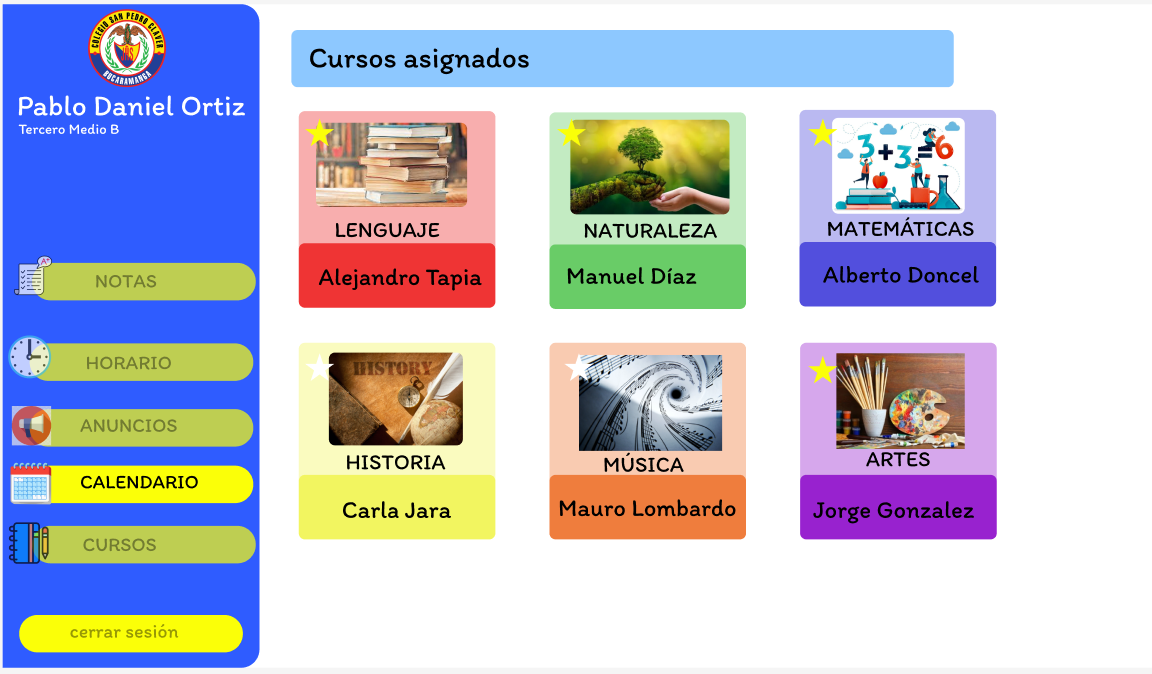 COLEGIO SAN PEDRO CLAVER
BUCARAMANGA
Pablo Daniel Ortiz
Tercero Medio B
NOTAS
HORARIO
ANUNCIOS
CALENDARIO
CURSOS
cerrar sesión
Cursos asignados
LENGUAJE
Alejandro Tapia
NATURALEZA
Manuel Díaz
3+3=6
MATEMÁTICAS
Alberto Doncel
HISTORY
HISTORIA
Carla Jara
MÚSICA
Mauro Lombardo
ARTES
Jorge Gonzalez